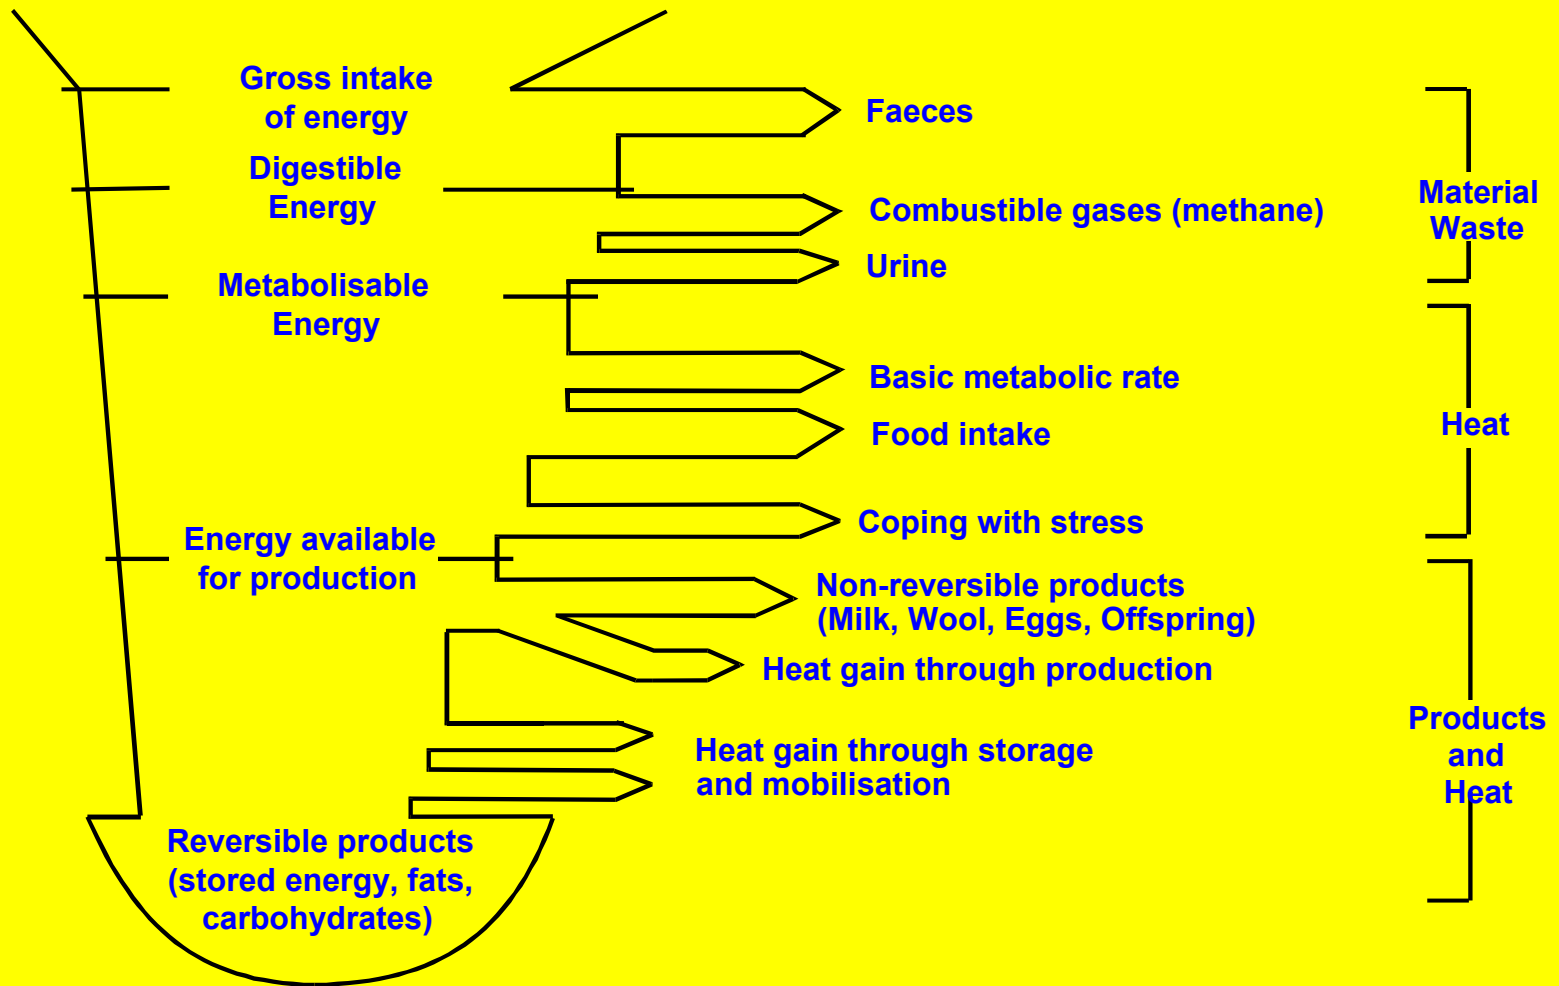 Gross intake
of energy
Faeces
Digestible
Energy
Combustible gases (methane)
Urine
Material
Waste
Metabolisable
Energy
Basic metabolic rate
Food intake
Heat
Coping with stress
Energy available
for production
Non-reversible products
(Milk, Wool, Eggs, Offspring)
Heat gain through production
Heat gain through storage
and mobilisation
Products
and
Heat
Reversible products
(stored energy, fats,
carbohydrates)